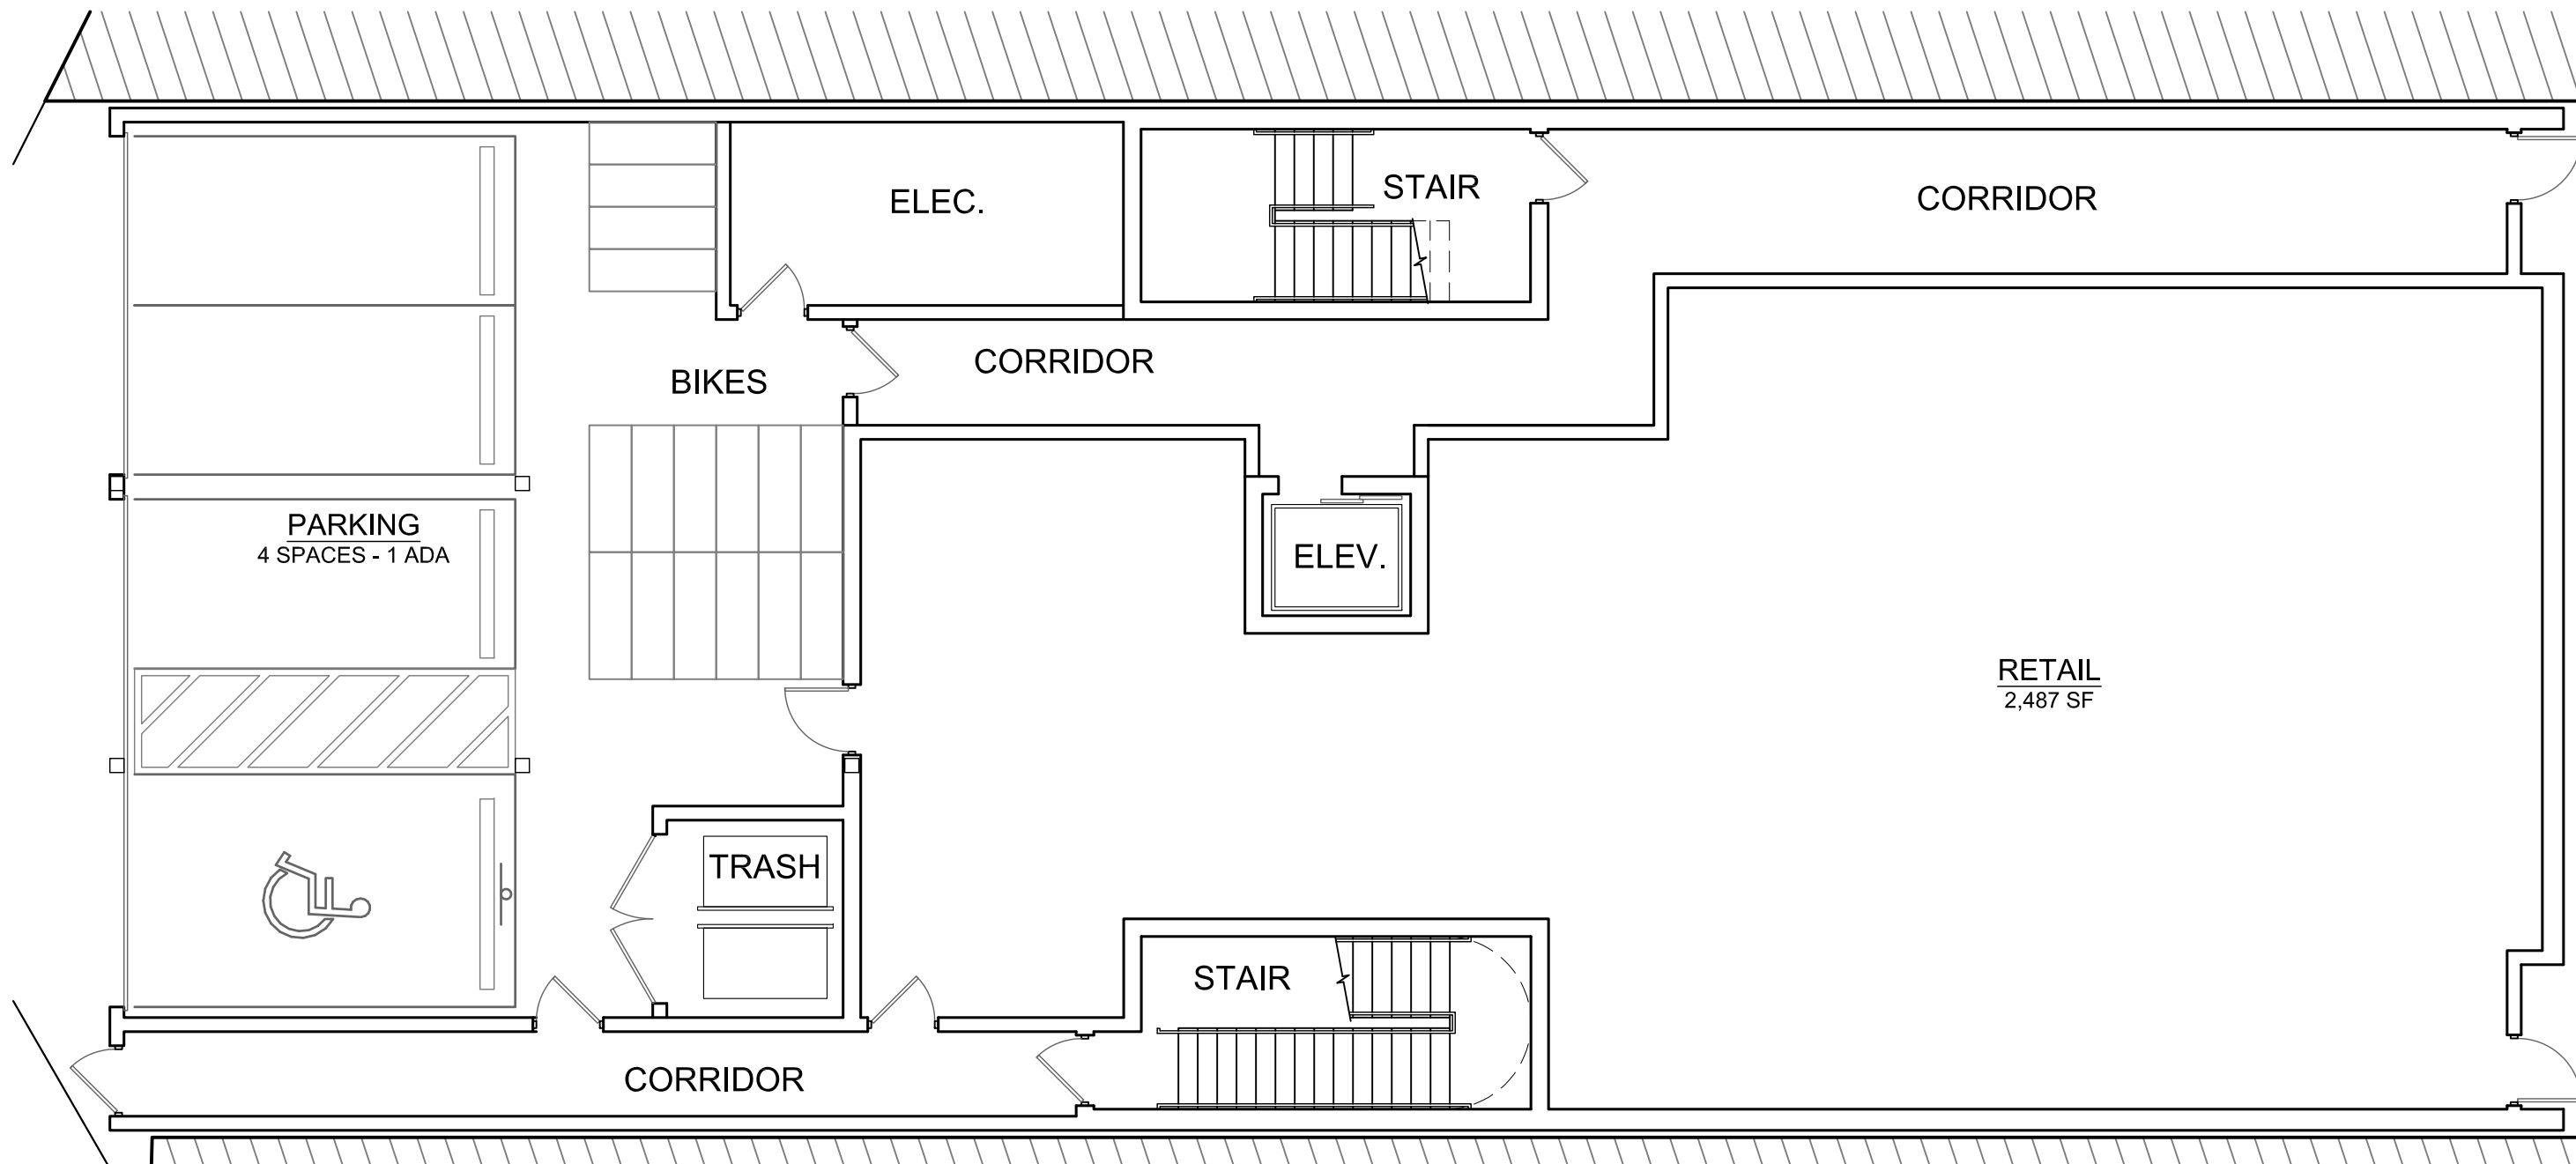 ELEC.
STAIR
CORRIDOR
CORRIDOR
BIKES
PARKING
4 SPACES - 1 ADA
ELEV.
RETAIL
2,487 SF
TRASH
STAIR
CORRIDOR